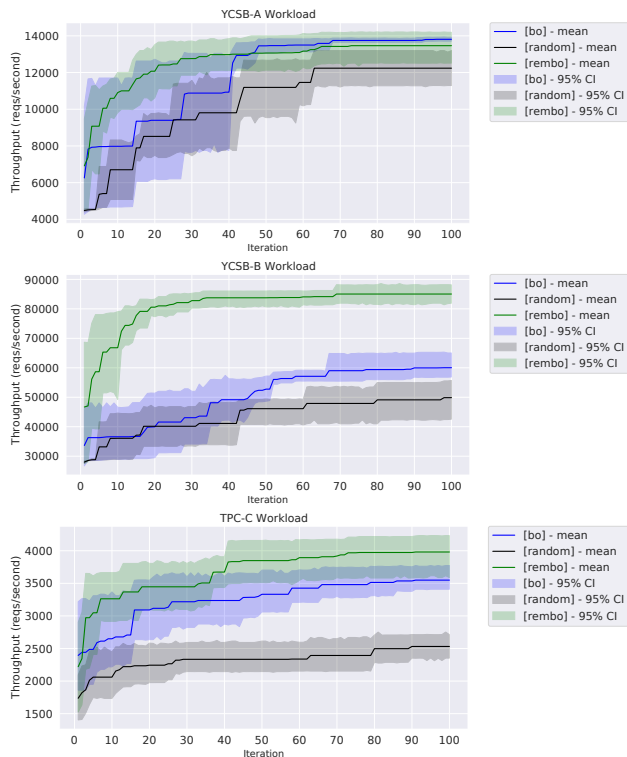 YCSB-A Workload
Throughput (reqs/second)
14000
12000
10000
8000
6000
4000
0 10 20 30 40 50 60 70 80 90 100
Iteration
[bo] - mean
[random] - mean
[rembo] - mean
[bo] - 95% CI
[random] - 95% CI
[rembo] - 95% CI
YCSB-B Workload
Throughput (reqs/second)
90000
80000
70000
60000
50000
40000
30000
0 10 20 30 40 50 60 70 80 90 100
Iteration
[bo] - mean
[random] - mean
[rembo] - mean
[bo] - 95% CI
[random] - 95% CI
[rembo] - 95% CI
TPC-C Workload
Throughput (reqs/second)
4000
3500
3000
2500
2000
1500
0 10 20 30 40 50 60 70 80 90 100
Iteration
[bo] - mean
[random] - mean
[rembo] - mean
[bo] - 95% CI
[random] - 95% CI
[rembo] - 95% CI